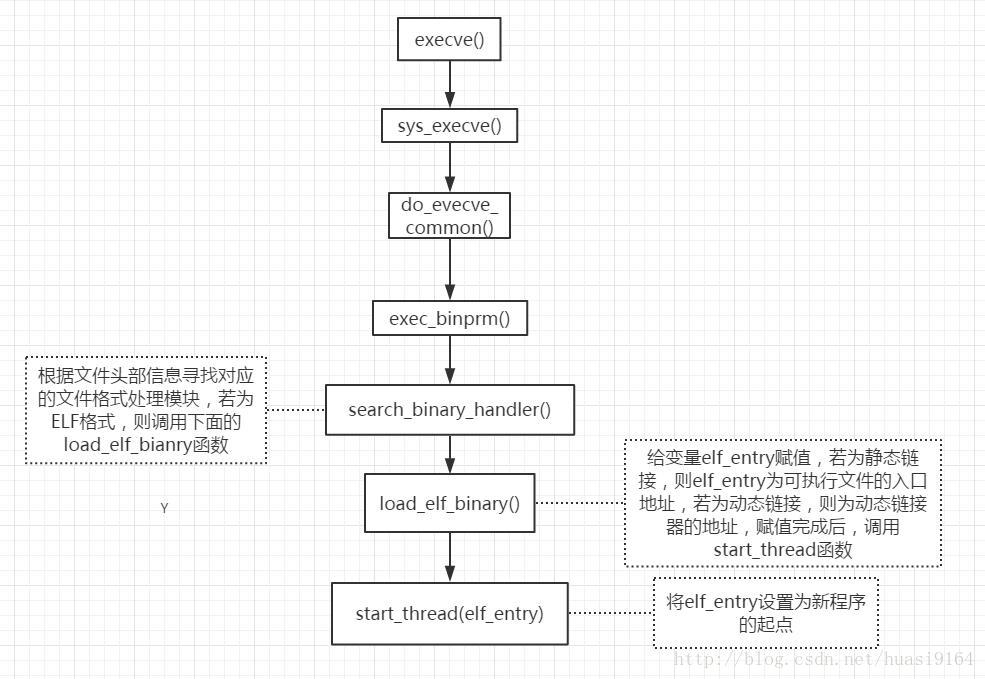 execve()
sys_execve()
do_evecve_
common()
exec_binprm()
根据文件头部信息寻找对应
的文件格式处理模块，若为
ELF格式，则调用下面的
load_elf_bianry函数
search_binary_handler()
给变量elf_entry赋值，若为静态链
接，则elf_entry为可执行文件的入口
地址，若为动态链接，则为动态链接
器的地址，赋值完成后，调用
start_thread函数
load_elf_binary()
Y
start_thread(elf_entry)
将elf_entry设置为新程序
的起点
http://blog.csdn.net/huasi9164